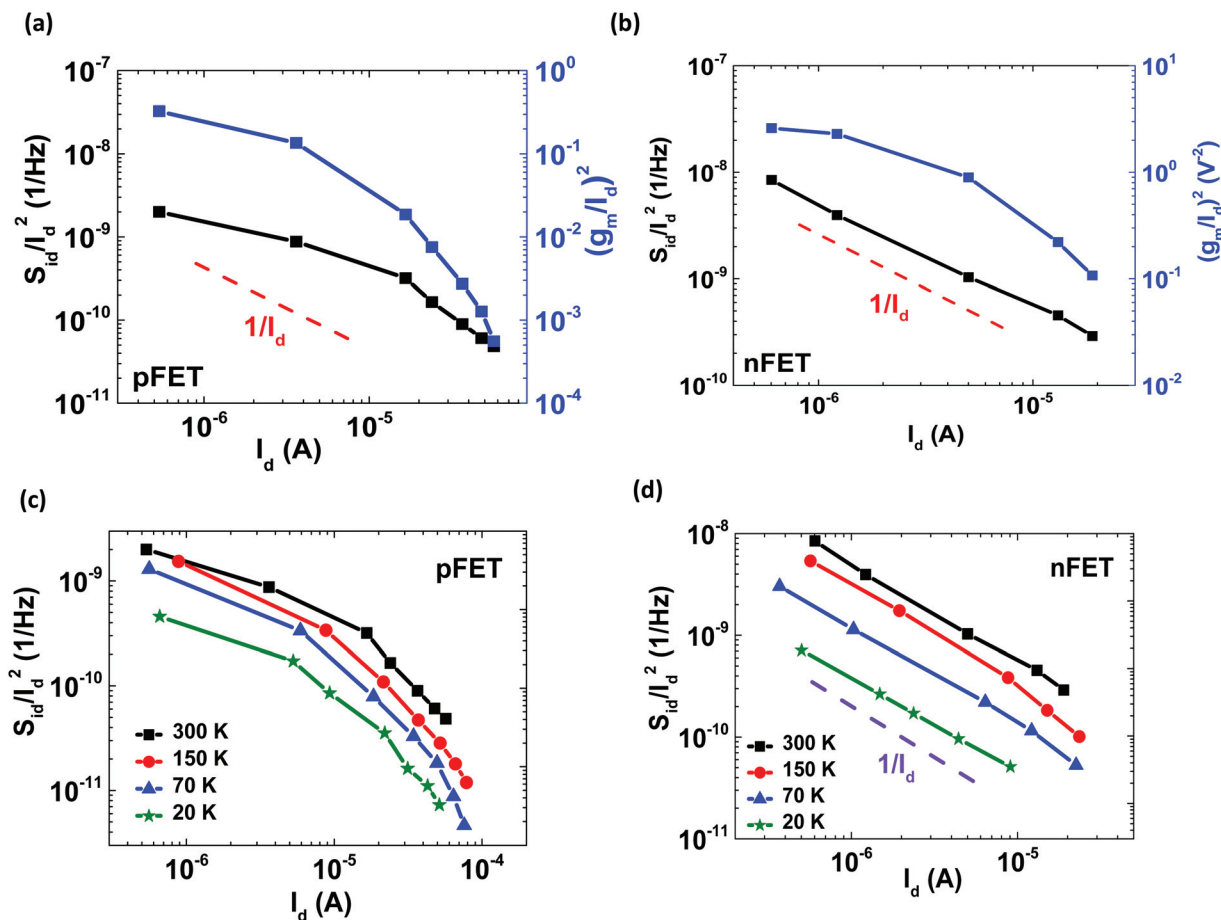 (a)
10⁻⁷
10⁻⁸
10⁻⁹
10⁻¹⁰
10⁻¹¹
S_id/I_d² (1/Hz)
10⁰
10⁻¹
10⁻²
10⁻³
10⁻⁴
(g_m/I_d)²
1/I_d
pFET
10⁻⁶
10⁻⁵
I_d (A)
(b)
10⁻⁷
10⁻⁸
10⁻⁹
10⁻¹⁰
S_id/I_d² (1/Hz)
10¹
10⁰
10⁻¹
10⁻²
(g_m/I_d)² (V⁻²)
1/I_d
nFET
10⁻⁶
10⁻⁵
I_d (A)
(c)
10⁻⁹
10⁻¹⁰
10⁻¹¹
S_id/I_d² (1/Hz)
pFET
300 K
150 K
70 K
20 K
10⁻⁶
10⁻⁵
10⁻⁴
I_d (A)
(d)
10⁻⁸
10⁻⁹
10⁻¹⁰
10⁻¹¹
S_id/I_d² (1/Hz)
nFET
300 K
150 K
70 K
20 K
1/I_d
10⁻⁶
10⁻⁵
I_d (A)